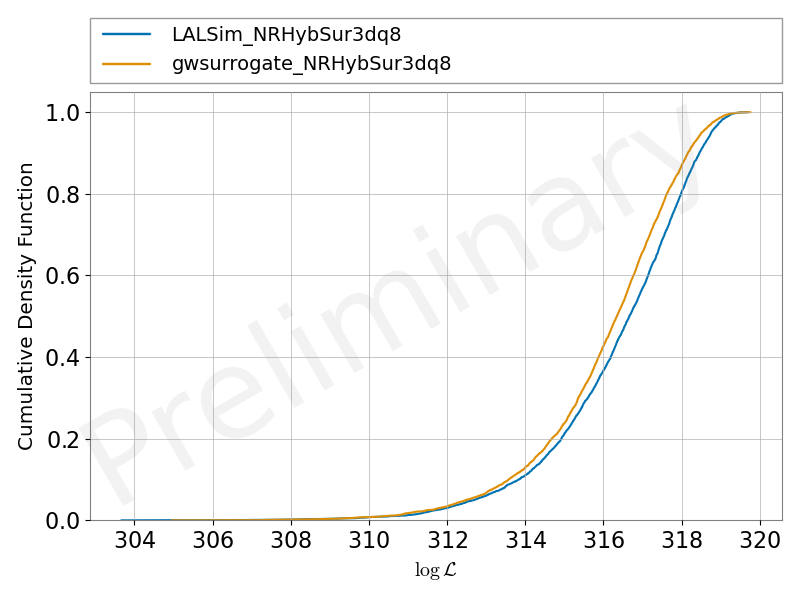 LALSim_NRHybSur3dq8
gwsurrogate_NRHybSur3dq8
1.0
0.8
0.6
0.4
0.2
0.0
Cumulative Density Function
Preliminary
304 306 308 310 312 314 316 318 320
log ℒ